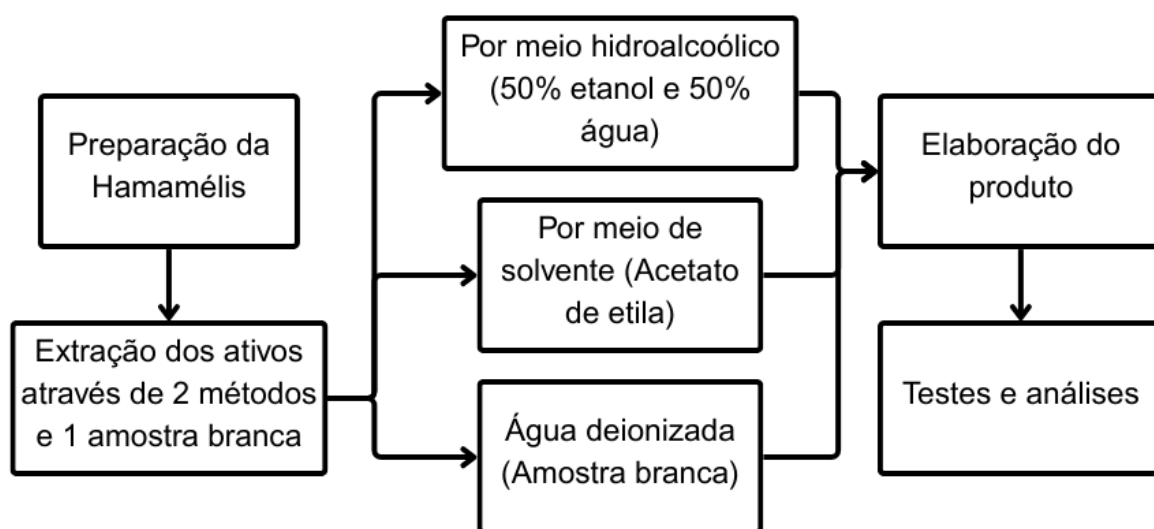 Preparação da
Hamamélis
Extração dos ativos
através de 2 métodos
e 1 amostra branca
Por meio hidroalcoólico
(50% etanol e 50%
água)
Por meio de
solvente (Acetato
de etila)
Água deionizada
(Amostra branca)
Elaboração do
produto
Testes e análises